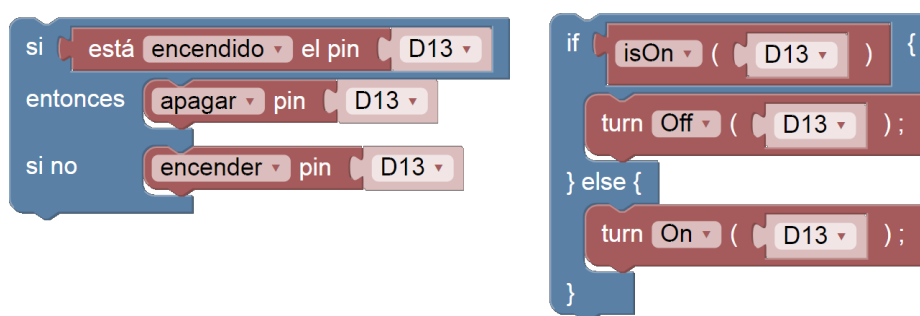 si está encendido el pin D13
entonces apagar pin D13
si no encender pin D13
if isOn ( D13 ) {
turn Off ( D13 ) ;
} else {
turn On ( D13 ) ;
}